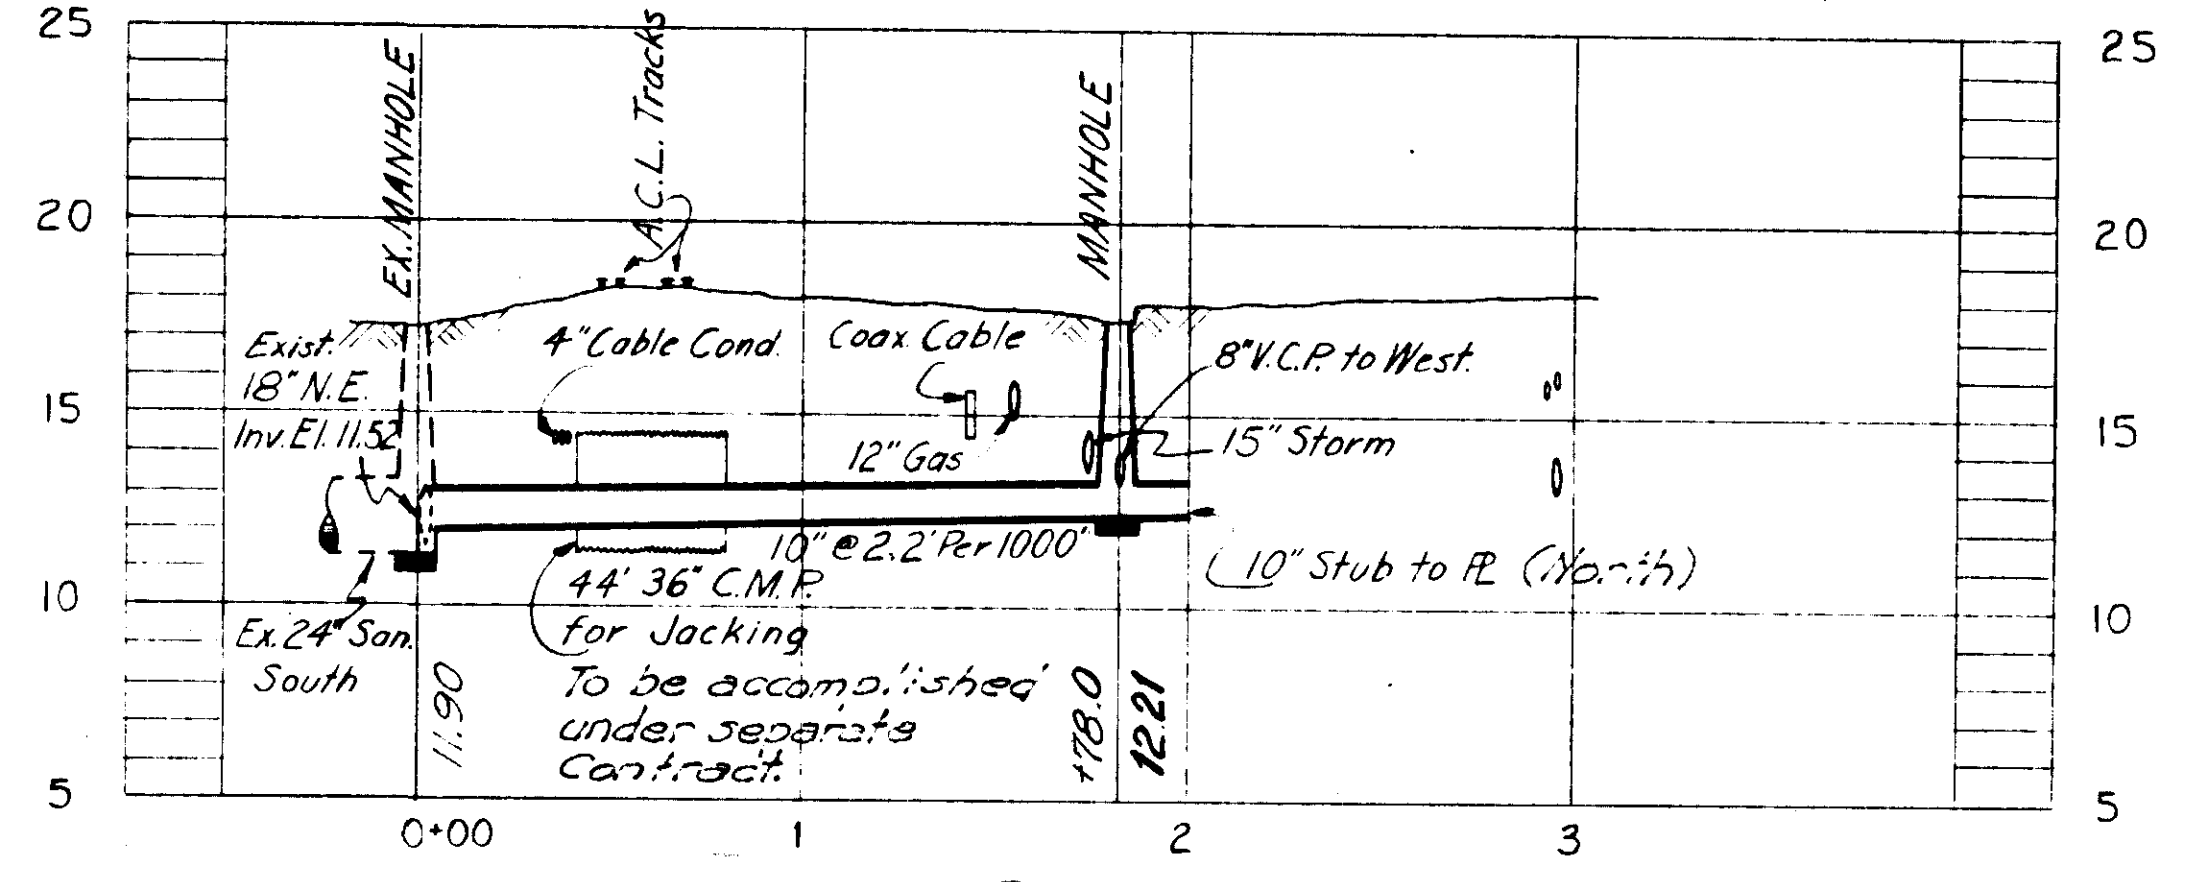 25
25
EX. MANHOLE
A.C.L. Tracks
MANHOLE
20
20
Exist.
18" N.E.
Inv. El. 11.52
4" Cable Cond.
Coax. Cable
8" V.C.P. to West.
15
15
12" Gas
15" Storm
10" @ 2.2' Per 1000'
44' 36" C.M.P.
for Jacking
To be accomplished
under separate
Contract.
10" Stub to PL (North)
10
10
Ex. 24" San.
South
11.90
+78.0
12.21
5
5
0+00
1
2
3